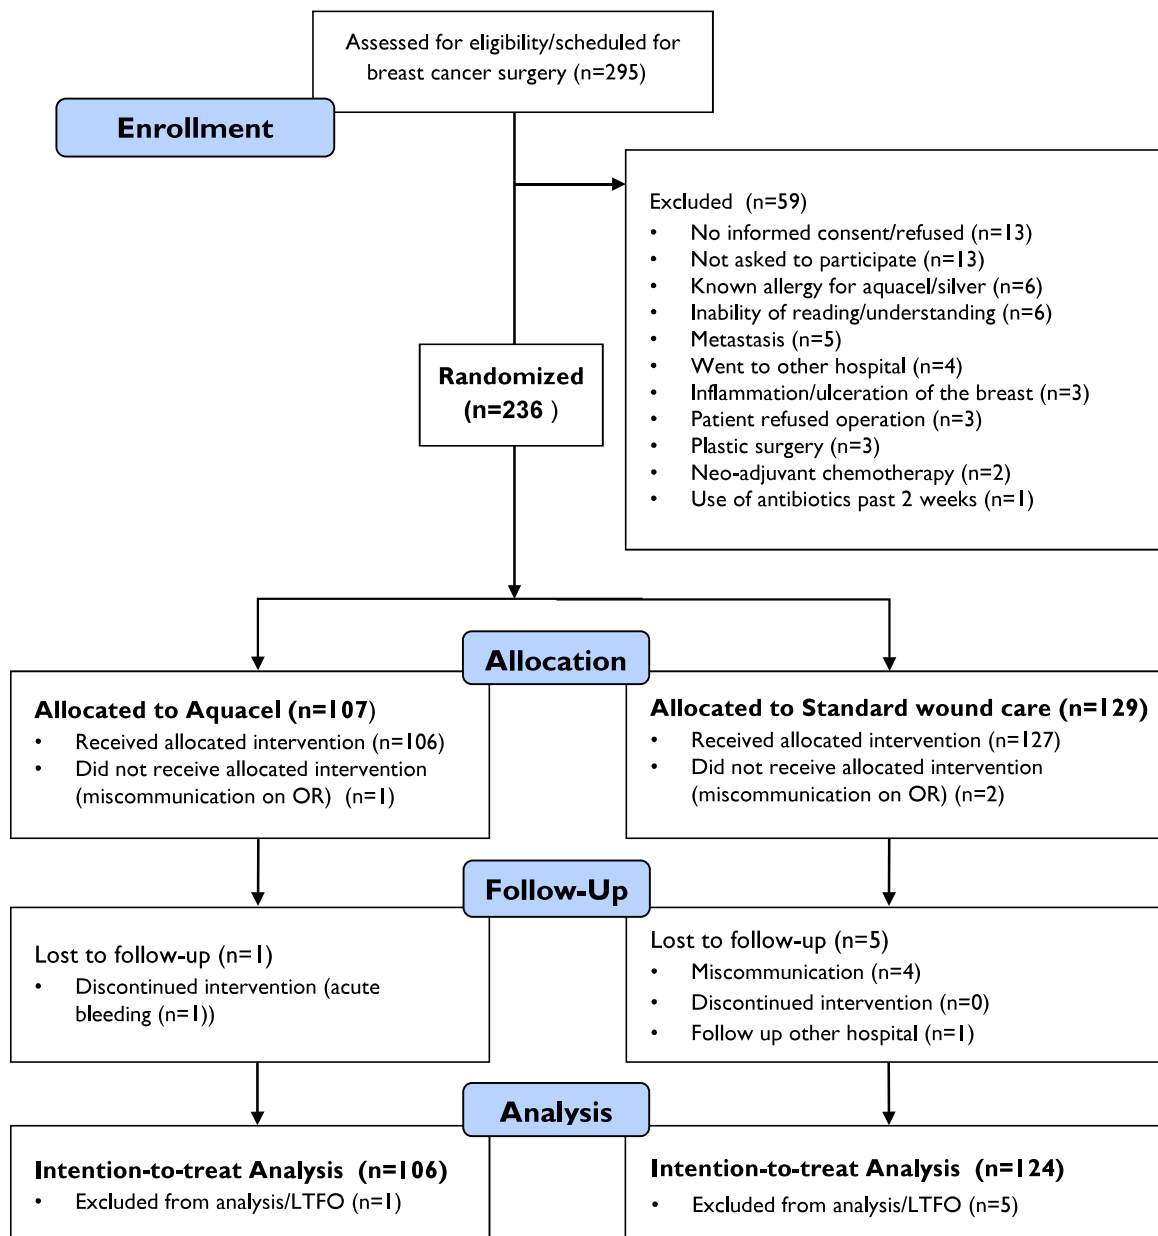 Assessed for eligibility/scheduled for
breast cancer surgery (n=295)
Enrollment
Excluded  (n=59)
• No informed consent/refused (n=13)
• Not asked to participate (n=13)
• Known allergy for aquacel/silver (n=6)
• Inability of reading/understanding (n=6)
• Metastasis (n=5)
• Went to other hospital (n=4)
• Inflammation/ulceration of the breast (n=3)
• Patient refused operation (n=3)
• Plastic surgery (n=3)
• Neo-adjuvant chemotherapy (n=2)
• Use of antibiotics past 2 weeks (n=1)
Randomized
(n=236 )
Allocation
Allocated to Aquacel (n=107)
• Received allocated intervention (n=106)
• Did not receive allocated intervention
(miscommunication on OR)  (n=1)
Allocated to Standard wound care (n=129)
• Received allocated intervention (n=127)
• Did not receive allocated intervention
(miscommunication on OR) (n=2)
Follow-Up
Lost to follow-up (n=1)
• Discontinued intervention (acute
bleeding (n=1))
Lost to follow-up (n=5)
• Miscommunication (n=4)
• Discontinued intervention (n=0)
• Follow up other hospital (n=1)
Analysis
Intention-to-treat Analysis  (n=106)
• Excluded from analysis/LTFO (n=1)
Intention-to-treat Analysis  (n=124)
• Excluded from analysis/LTFO (n=5)